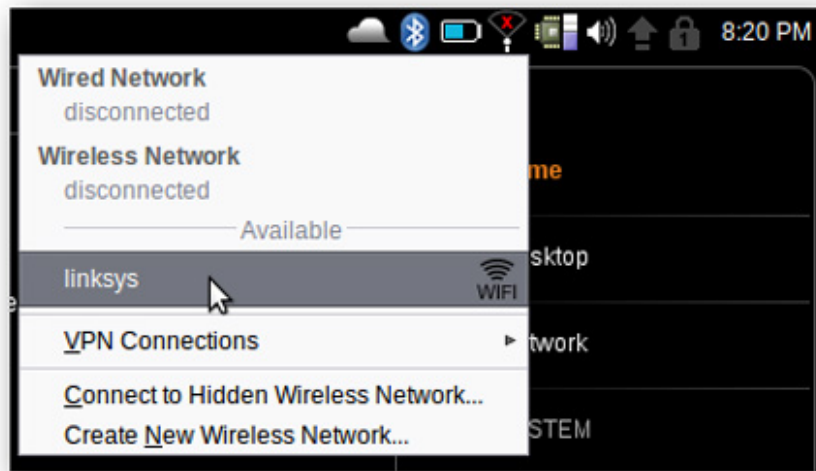 1
8:20 PM
Wired Network
disconnected
Wireless Network
disconnected
me
Available
sktop
linksys
WIFI
e
VPN Connections
twork
Connect to Hidden Wireless Network...
Create New Wireless Network...
STEM